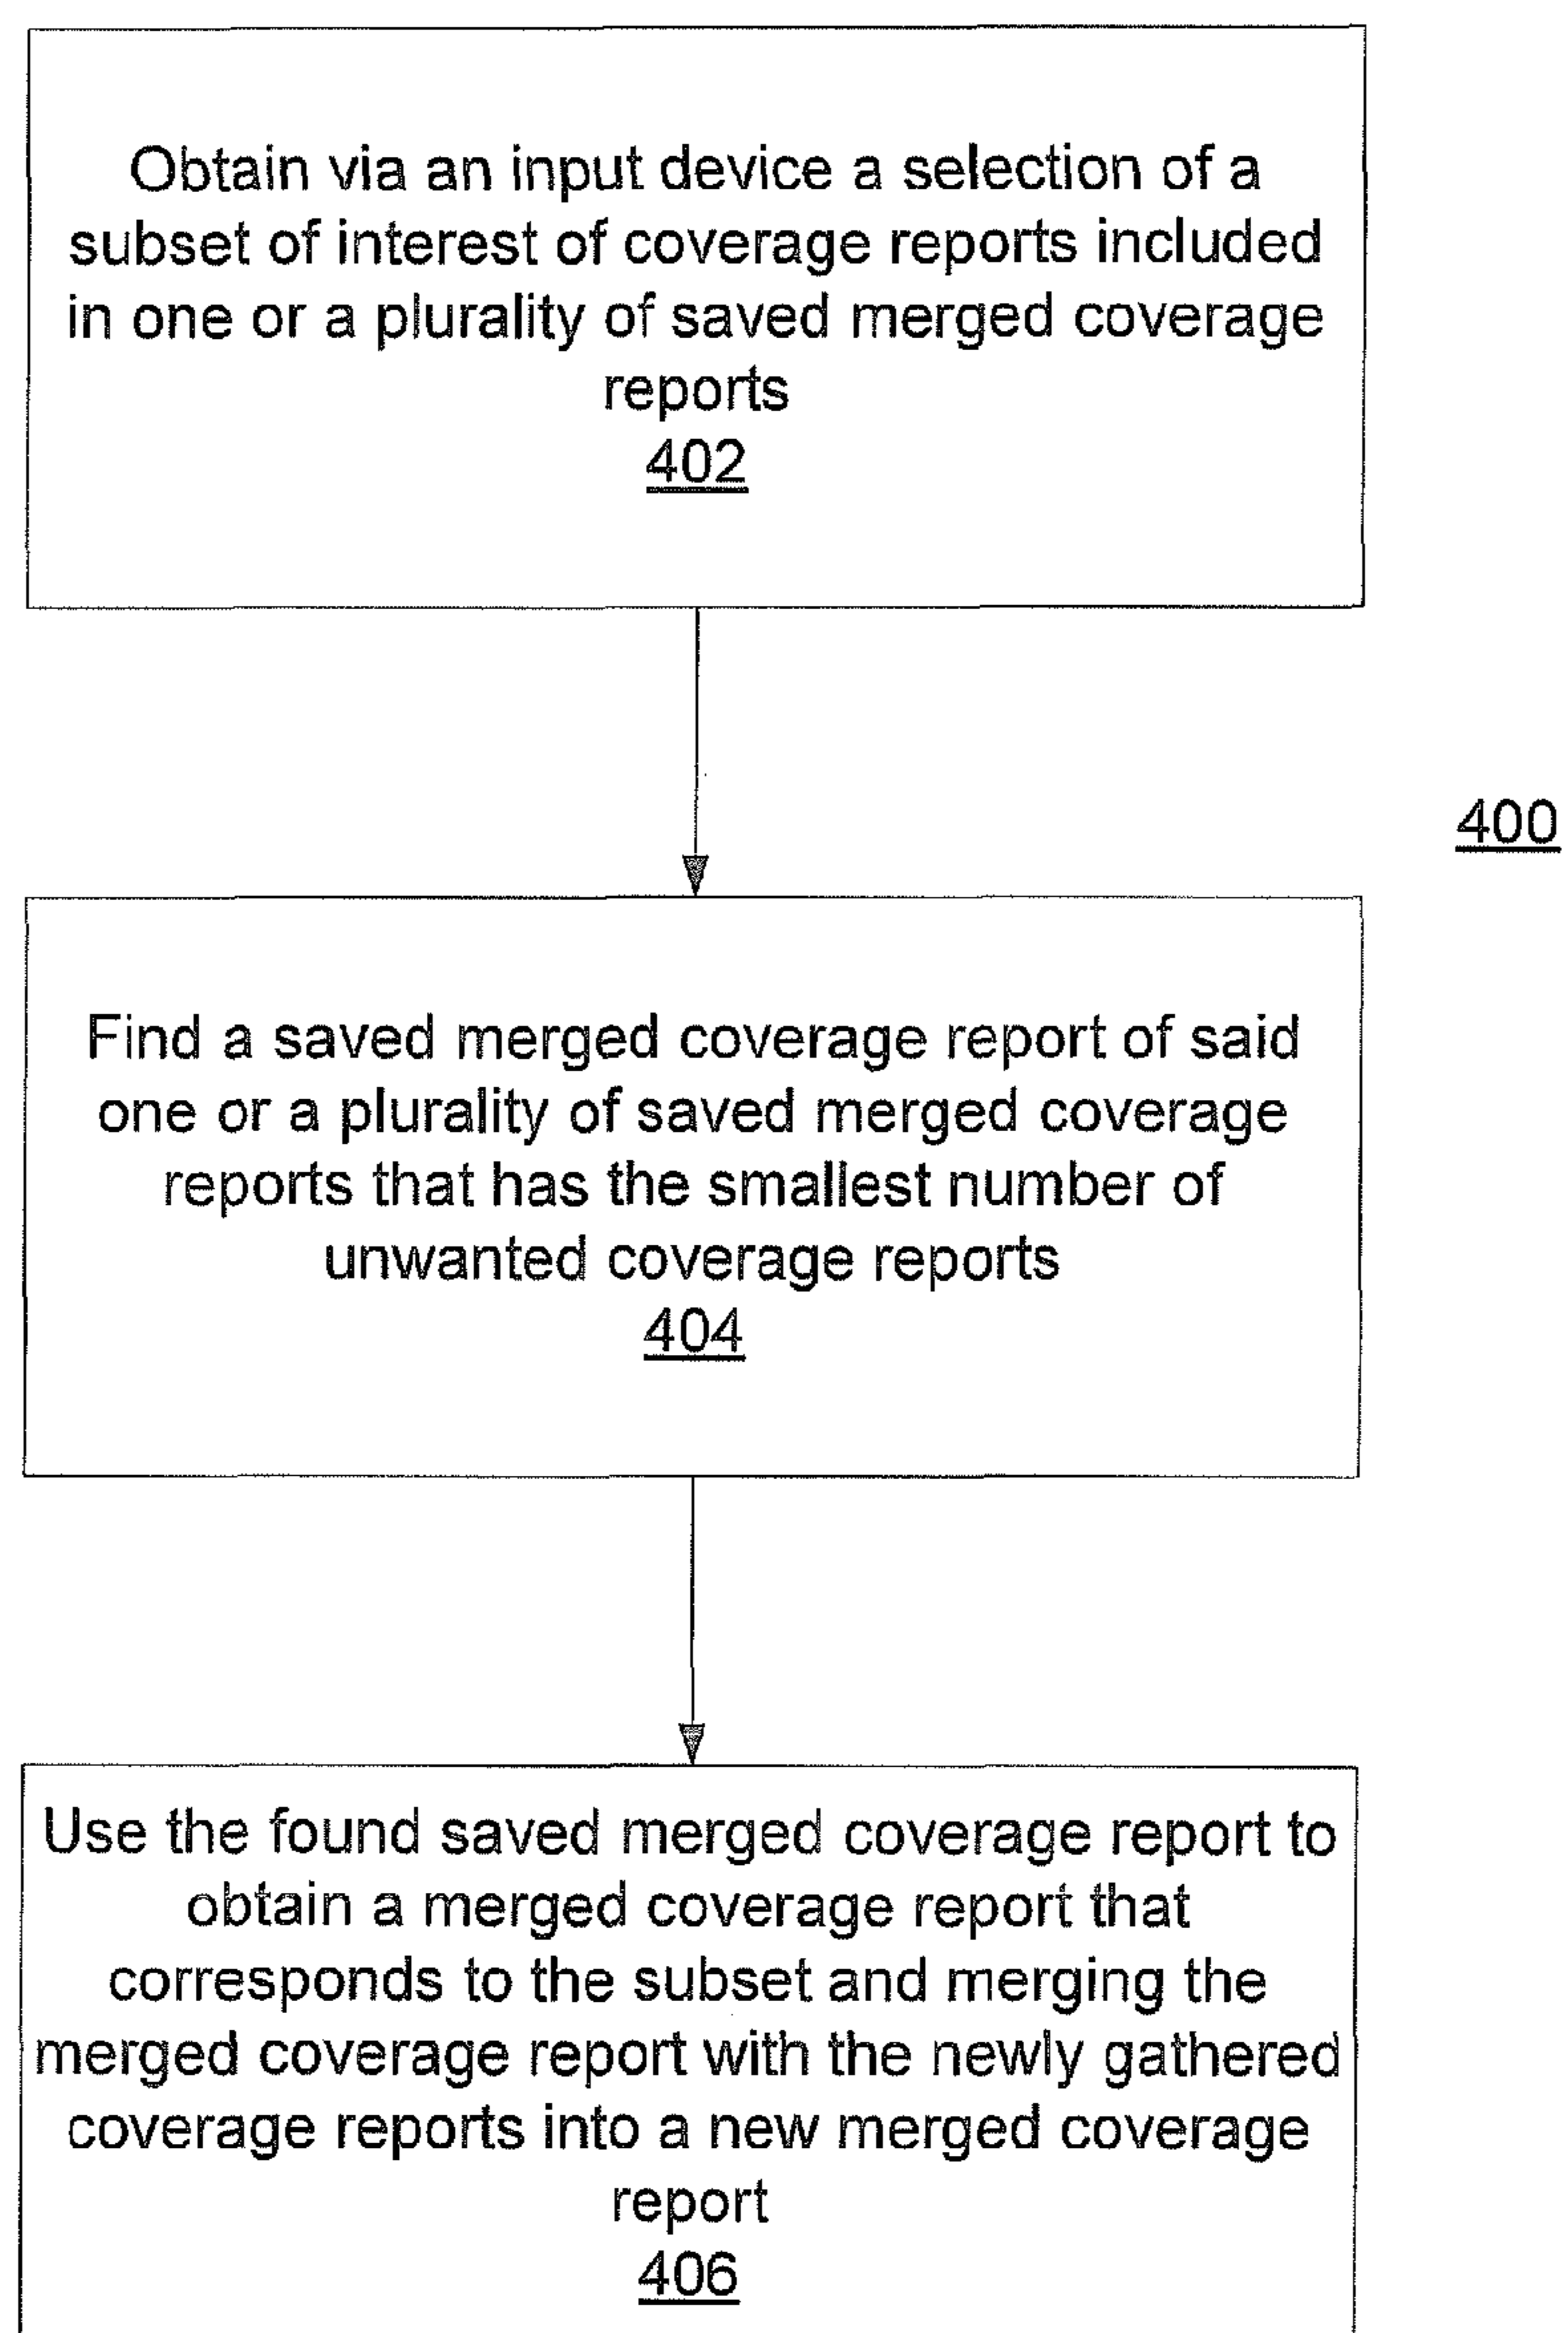 Obtain via an input device a selection of a
subset of interest of coverage reports included
in one or a plurality of saved merged coverage
reports
402
400
Find a saved merged coverage report of said
one or a plurality of saved merged coverage
reports that has the smallest number of
unwanted coverage reports
404
Use the found saved merged coverage report to
obtain a merged coverage report that
corresponds to the subset and merging the
merged coverage report with the newly gathered
coverage reports into a new merged coverage
report
406